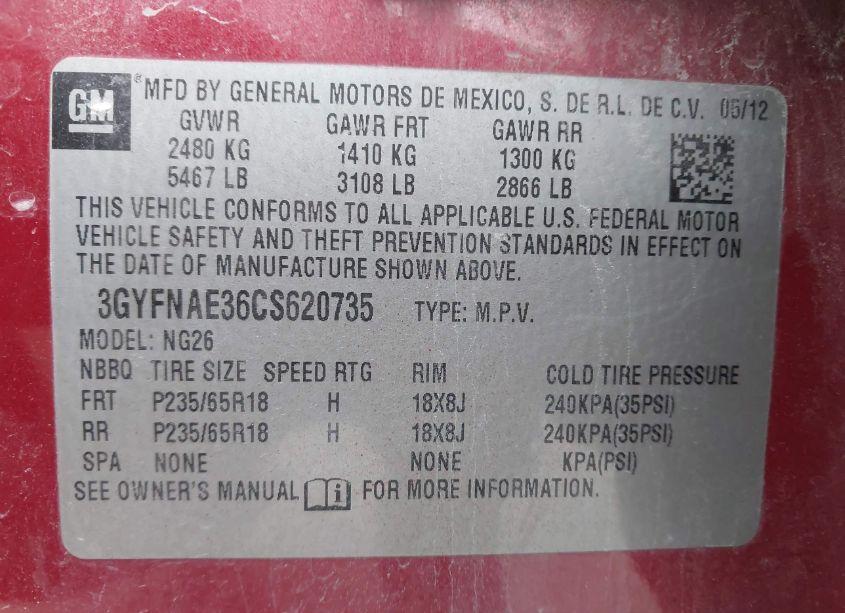 GM
®MFD BY GENERAL MOTORS DE MEXICO, S. DE R.L. DE C.V. 05/12
GVWR GAWR FRT GAWR RR
2480 KG 1410 KG 1300 KG
5467 LB 3108 LB 2866 LB
THIS VEHICLE CONFORMS TO ALL APPLICABLE U.S. FEDERAL MOTOR
VEHICLE SAFETY AND THEFT PREVENTION STANDARDS IN EFFECT ON
THE DATE OF MANUFACTURE SHOWN ABOVE.
3GYFNAE36CS620735 TYPE: M.P.V.
MODEL: NG26
NBBQ TIRE SIZE SPEED RTG RIM COLD TIRE PRESSURE
FRT P235/65R18 H 18X8J 240KPA(35PSI)
RR P235/65R18 H 18X8J 240KPA(35PSI)
SPA NONE NONE KPA(PSI)
SEE OWNER'S MANUAL i FOR MORE INFORMATION.